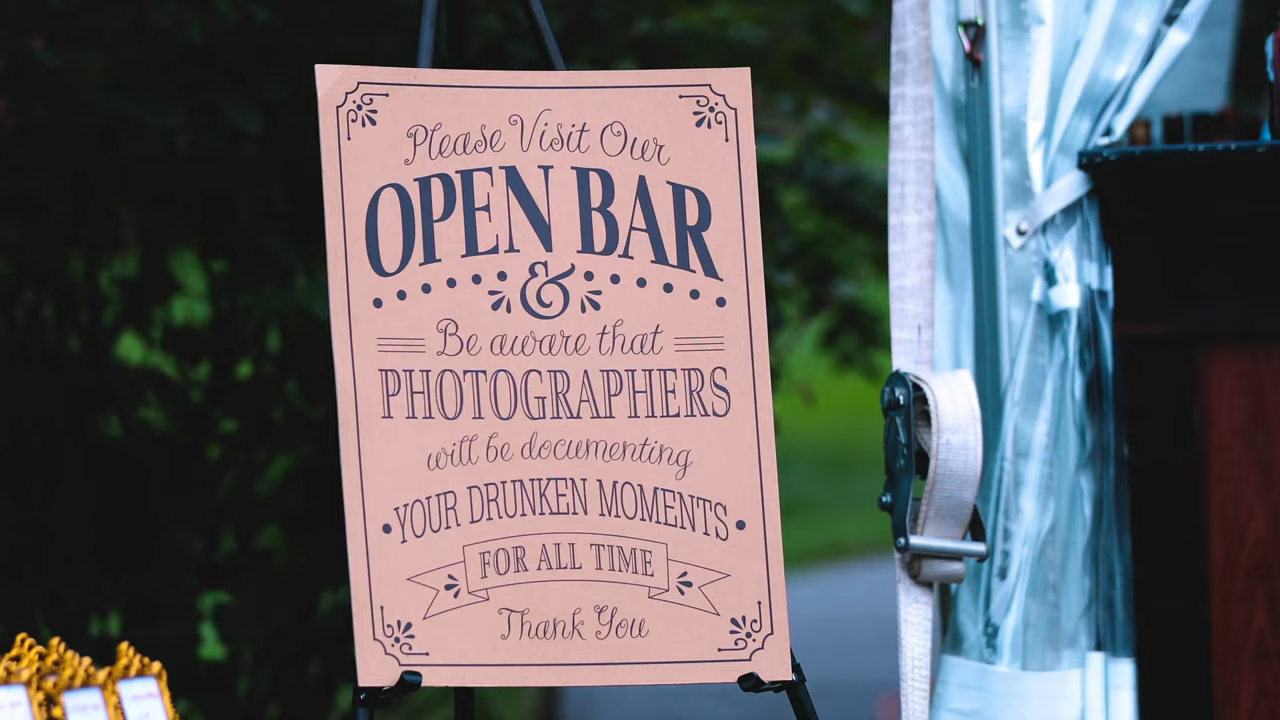 Please Visit Our
OPEN BAR
&
Be aware that
PHOTOGRAPHERS
will be documenting
YOUR DRUNKEN MOMENTS
FOR ALL TIME
Thank You